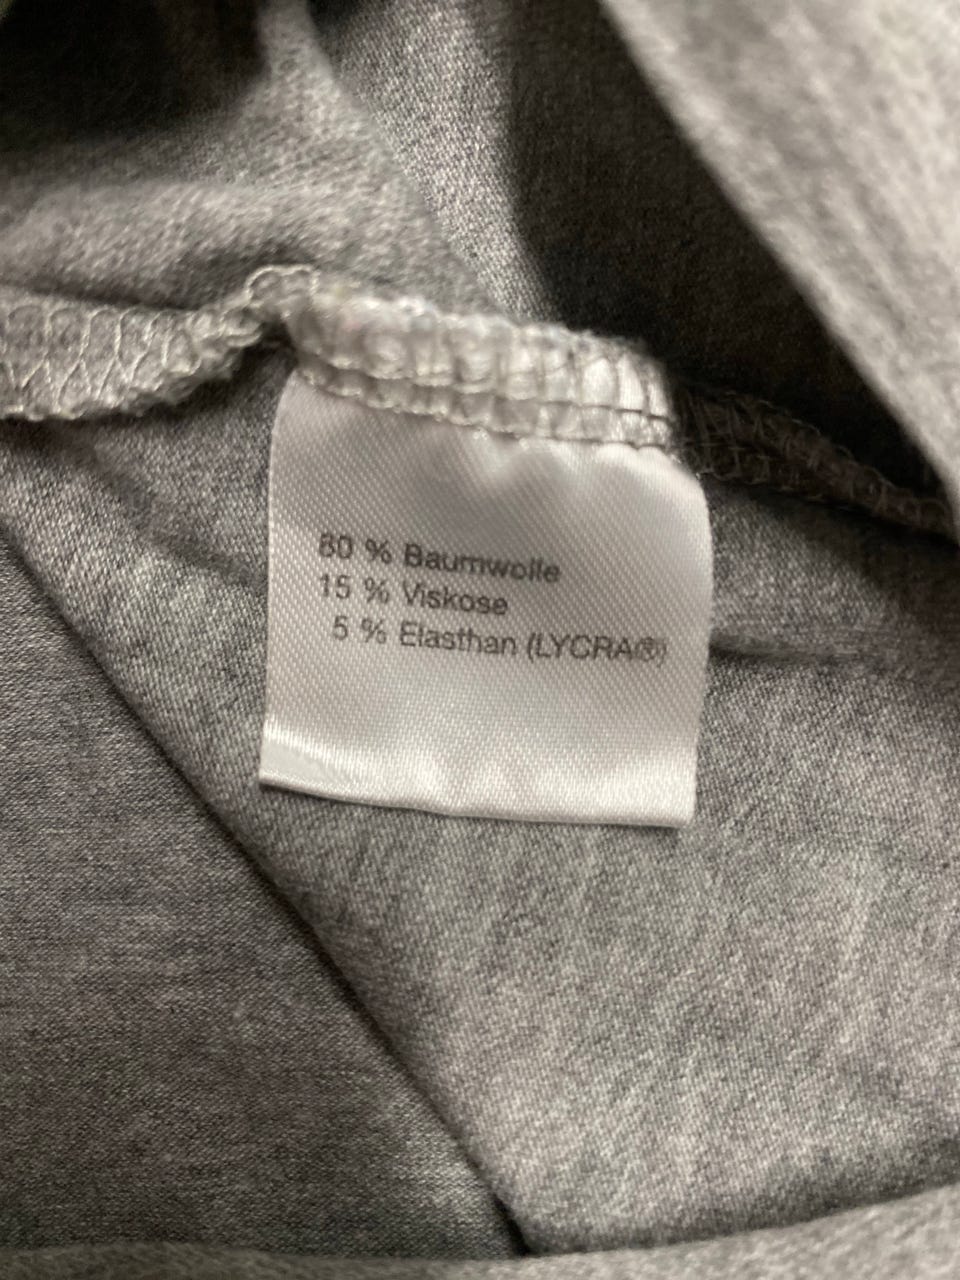 80 % Baumwolle
15 % Viskose
5 % Elasthan (LYCRA®)